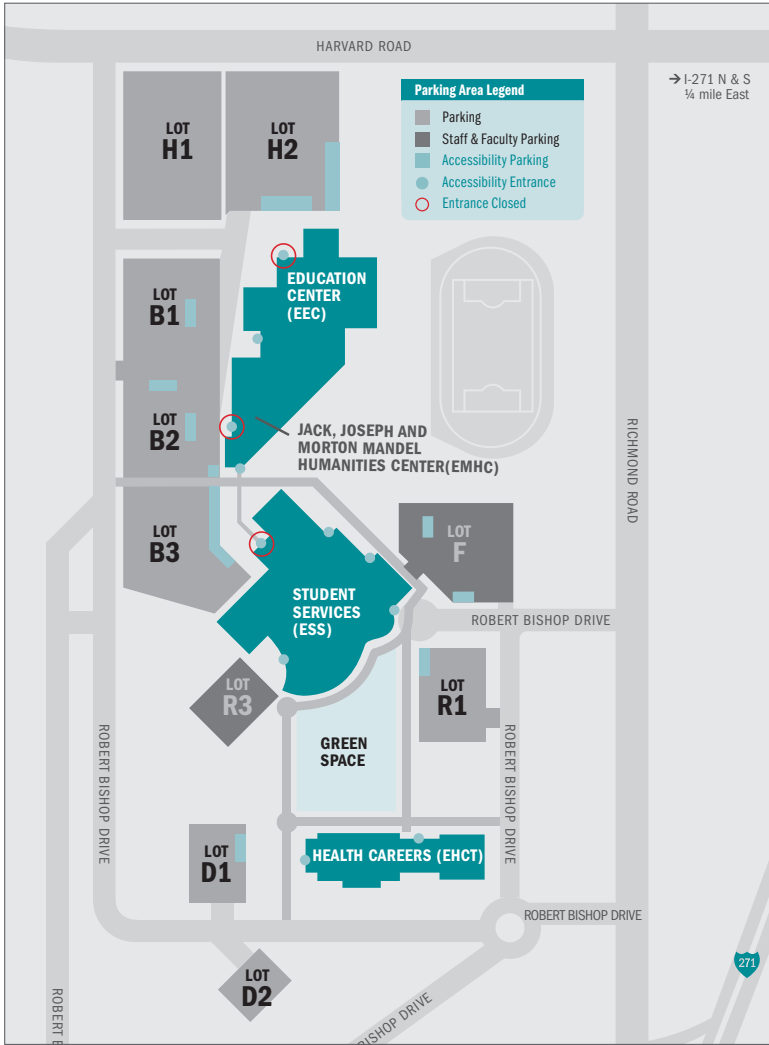 HARVARD ROAD
→ I-271 N & S
¼ mile East
LOT
H1
LOT
H2
Parking Area Legend
Parking
Staff & Faculty Parking
Accessibility Parking
Accessibility Entrance
Entrance Closed
EDUCATION
CENTER
(EEC)
LOT
B1
LOT
B2
JACK, JOSEPH AND
MORTON MANDEL
HUMANITIES CENTER(EMHC)
RICHMOND ROAD
LOT
B3
LOT
F
STUDENT
SERVICES
(ESS)
ROBERT BISHOP DRIVE
LOT
R3
LOT
R1
GREEN
SPACE
ROBERT BISHOP DRIVE
ROBERT BISHOP DRIVE
LOT
D1
HEALTH CAREERS (EHCT)
ROBERT BISHOP DRIVE
LOT
D2
271
ROBERT B
BISHOP DRIVE